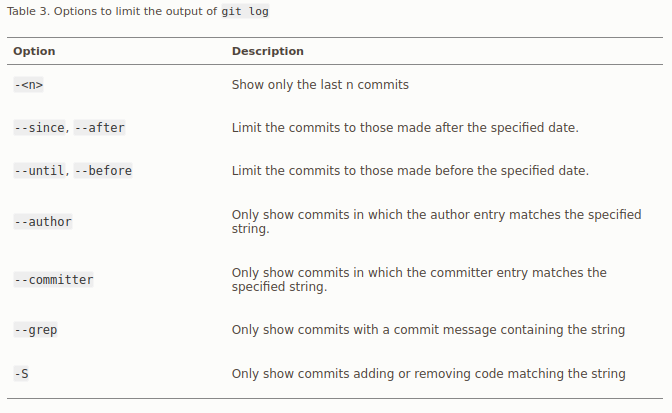 Table 3. Options to limit the output of git log
Option Description
-<n> Show only the last n commits
--since, --after Limit the commits to those made after the specified date.
--until, --before Limit the commits to those made before the specified date.
--author Only show commits in which the author entry matches the specified
string.
--committer Only show commits in which the committer entry matches the
specified string.
--grep Only show commits with a commit message containing the string
-S Only show commits adding or removing code matching the string